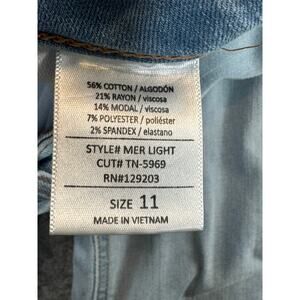 56% COTTON / ALGODÓN
21% RAYON / viscosa
14% MODAL / viscosa
7% POLYESTER / poliéster
2% SPANDEX / elastano
STYLE# MER LIGHT
CUT# TN-5969
RN#129203
SIZE 11
MADE IN VIETNAM